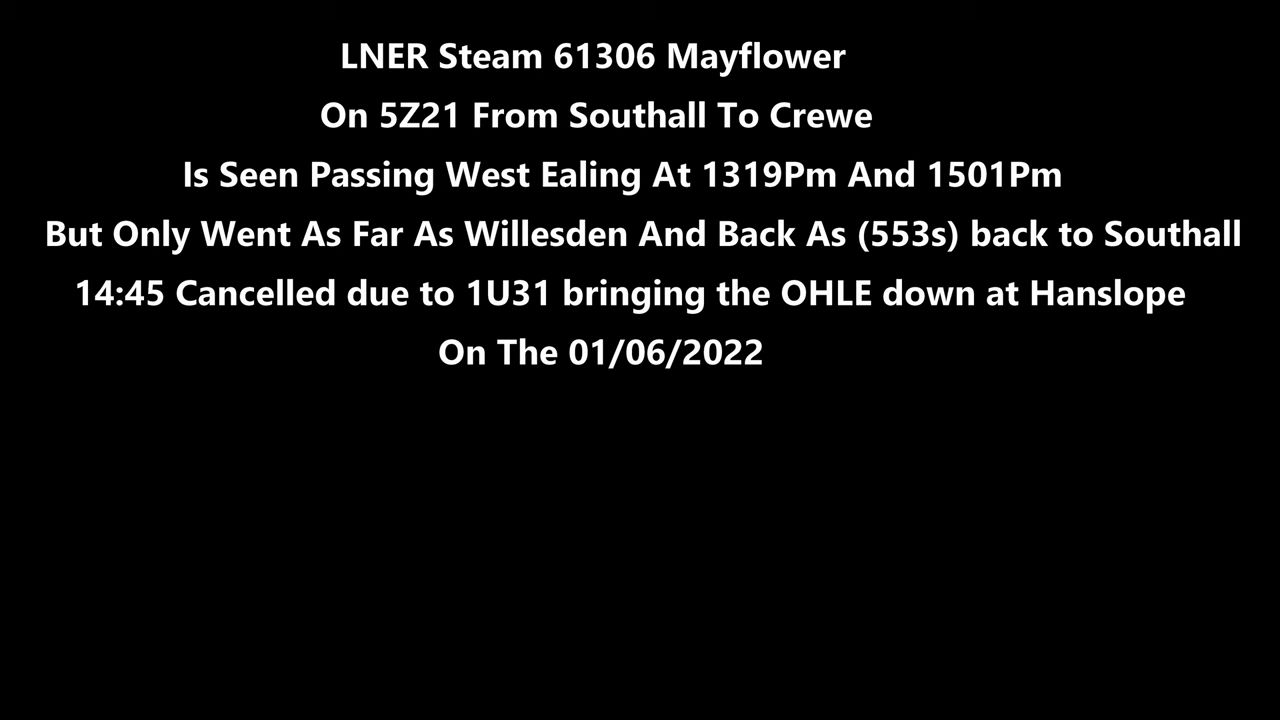 LNER Steam 61306 Mayflower
On 5Z21 From Southall To Crewe
Is Seen Passing West Ealing At 1319Pm And 1501Pm
But Only Went As Far As Willesden And Back As (553s) back to Southall
14:45 Cancelled due to 1U31 bringing the OHLE down at Hanslope
On The 01/06/2022